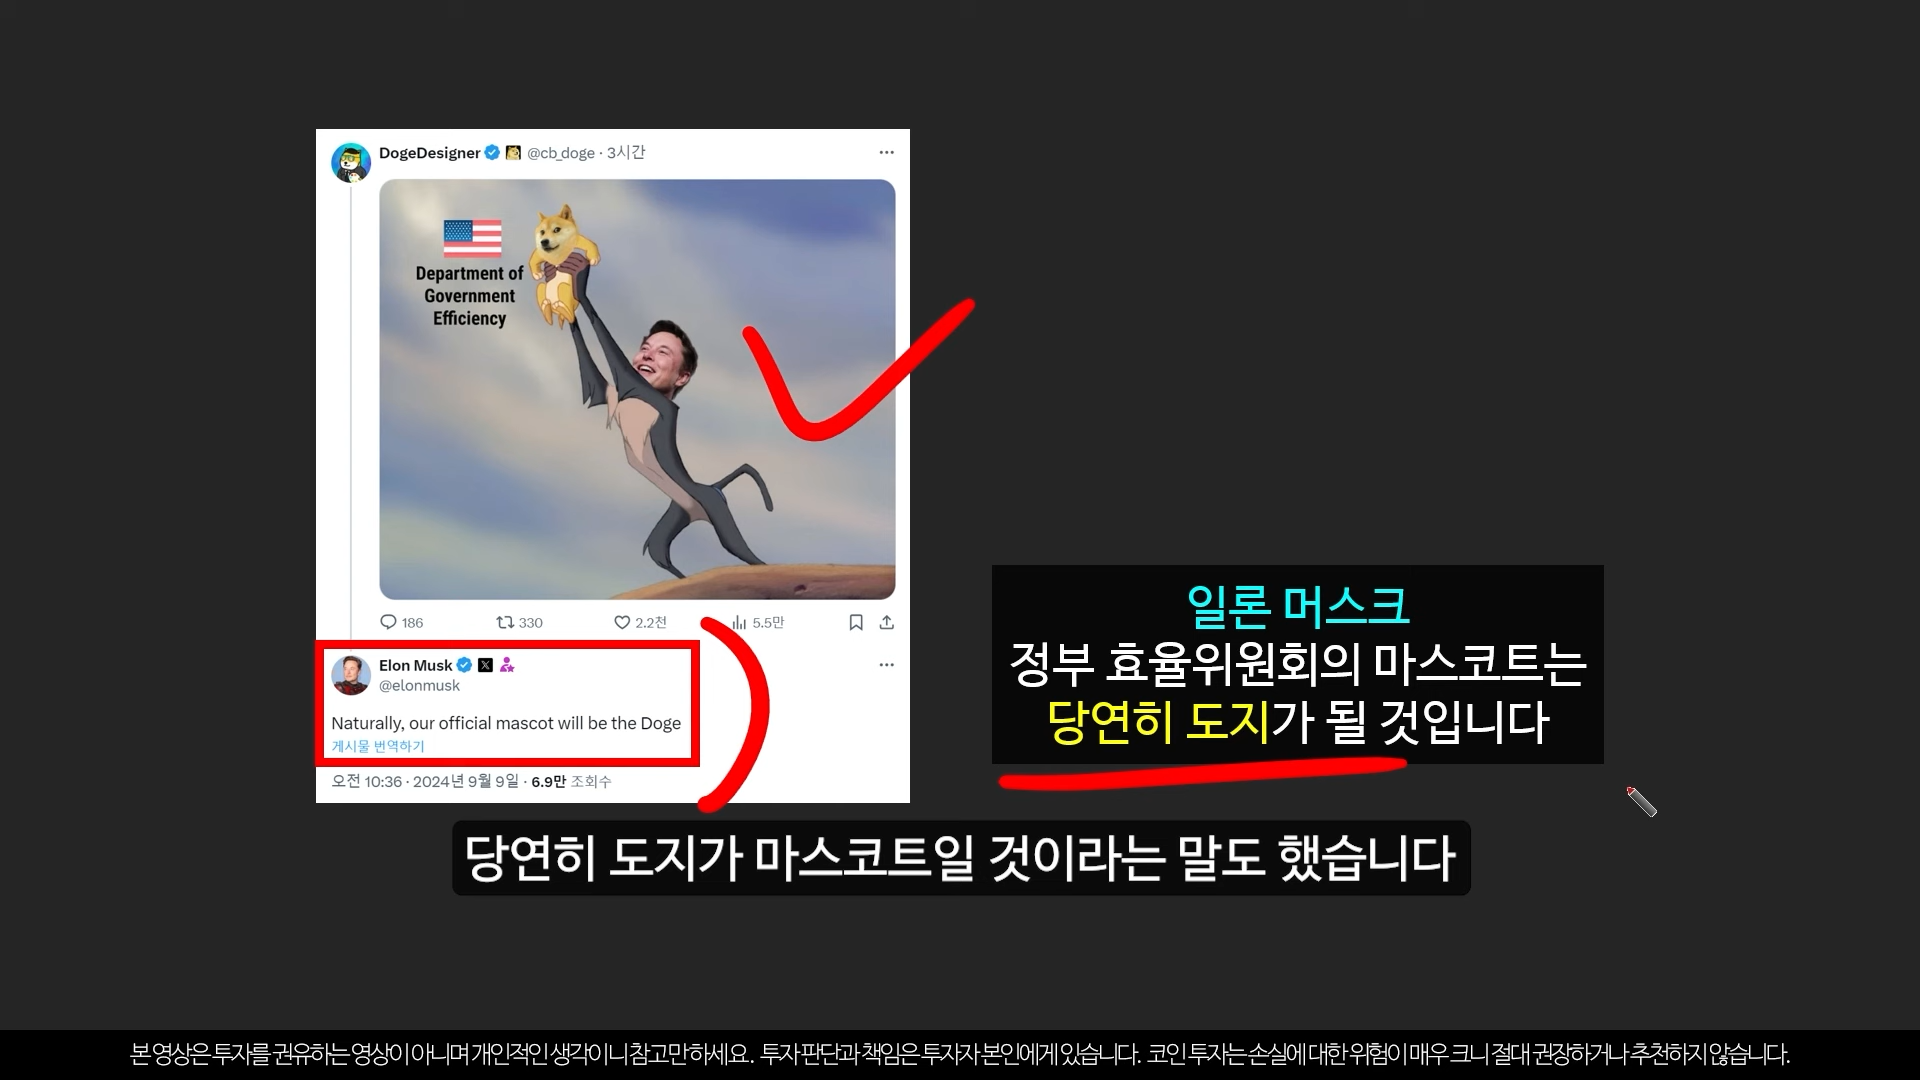 DogeDesigner @cb_doge · 3시간
Department of
Government
Efficiency
186 330 2.2천 5.5만
Elon Musk
@elonmusk
Naturally, our official mascot will be the Doge
게시물 번역하기
오전 10:36 · 2024년 9월 9일 · 6.9만 조회수
일론 머스크
정부 효율위원회의 마스코트는
당연히 도지가 될 것입니다
당연히 도지가 마스코트일 것이라는 말도 했습니다
본 영상은 투자를 권유하는 영상이 아니며 개인적인 생각이니 참고만 하세요. 투자 판단과 책임은 투자자 본인에게 있습니다. 코인 투자는 손실에 대한 위험이 매우 크니 절대 권장하거나 추천하지 않습니다.